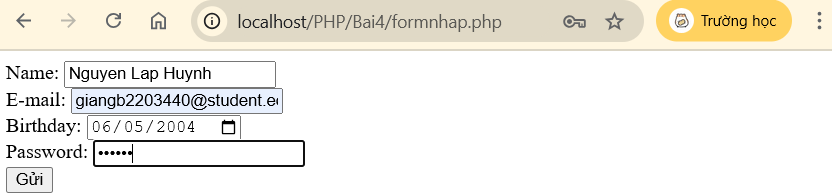 localhost/PHP/Bai4/formnhap.php Trường học
Name: Nguyen Lap Huynh
E-mail: giangb2203440@student.ec
Birthday: 06/05/2004
Password: ••••••
Gửi